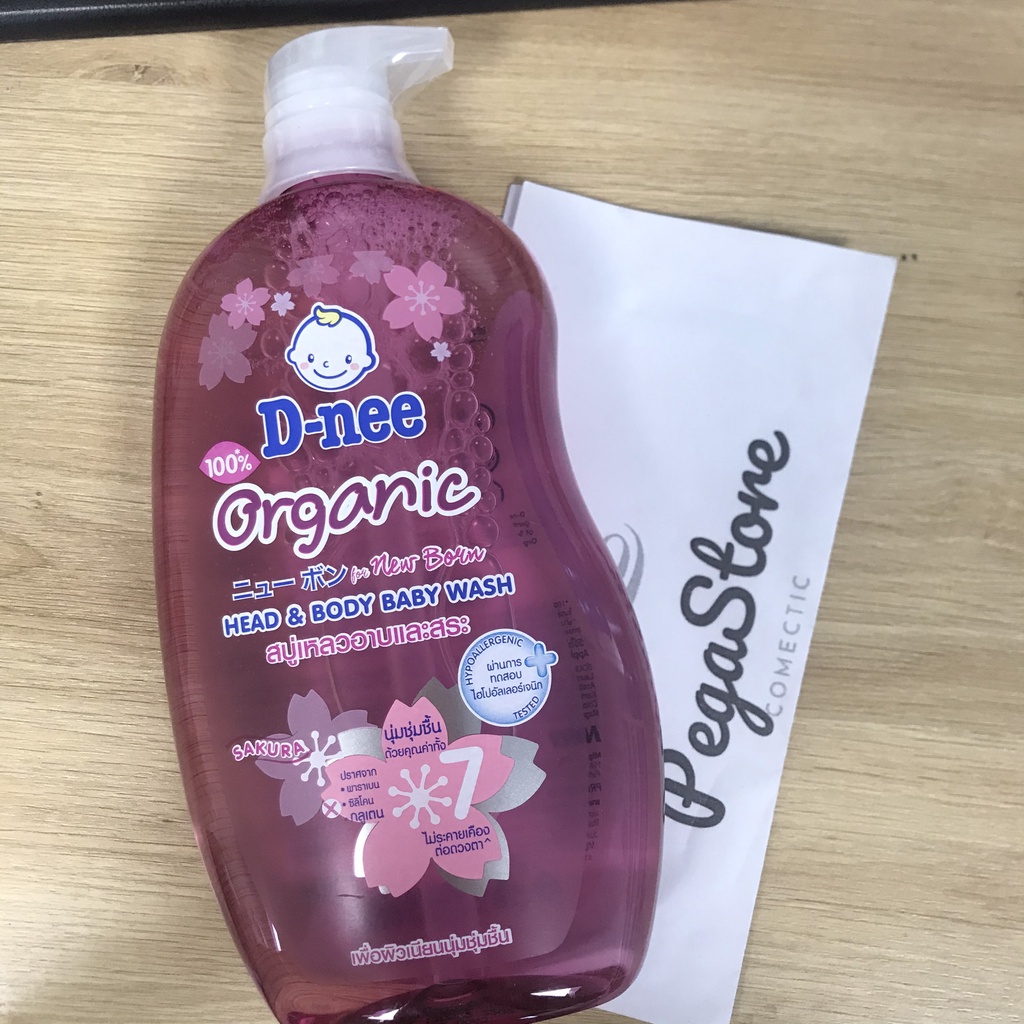 D-nee
100%*
organic
ニュー ボン for New Born
HEAD & BODY BABY WASH
สบู่เหลวอาบและสระ
HYPOALLERGENIC
ผ่านการ
ทดสอบ
ไฮโปอัลเลอร์เจนิก
TESTED
SAKURA
นุ่มชุ่มชื้น
ด้วยคุณค่าทั้ง
7
ปราศจาก
• พาราเบน
• ซิลิโคน
• กลูเตน
ไม่ระคายเคือง
ต่อดวงตา^
เพื่อผิวเนียนนุ่มชุ่มชื้น
PegaStore
COMECTIC